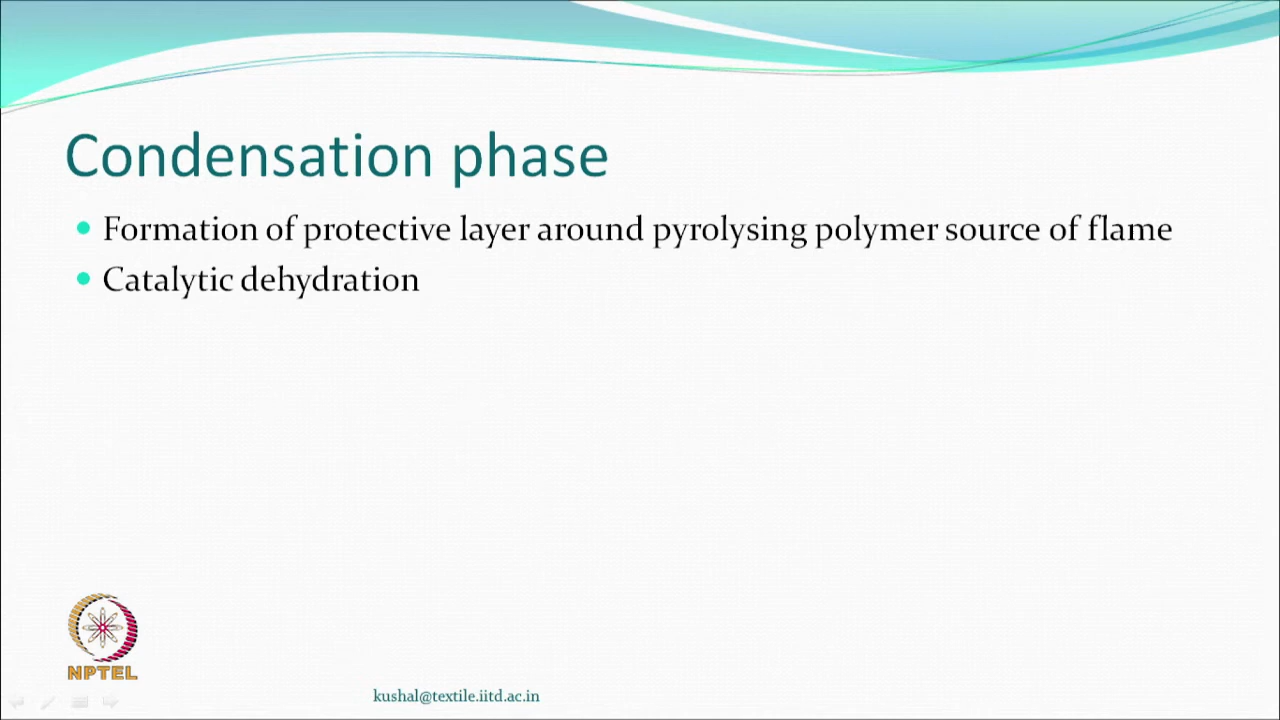 Condensation phase
Formation of protective layer around pyrolysing polymer source of flame
Catalytic dehydration
NPTEL
kushal@textile.iitd.ac.in